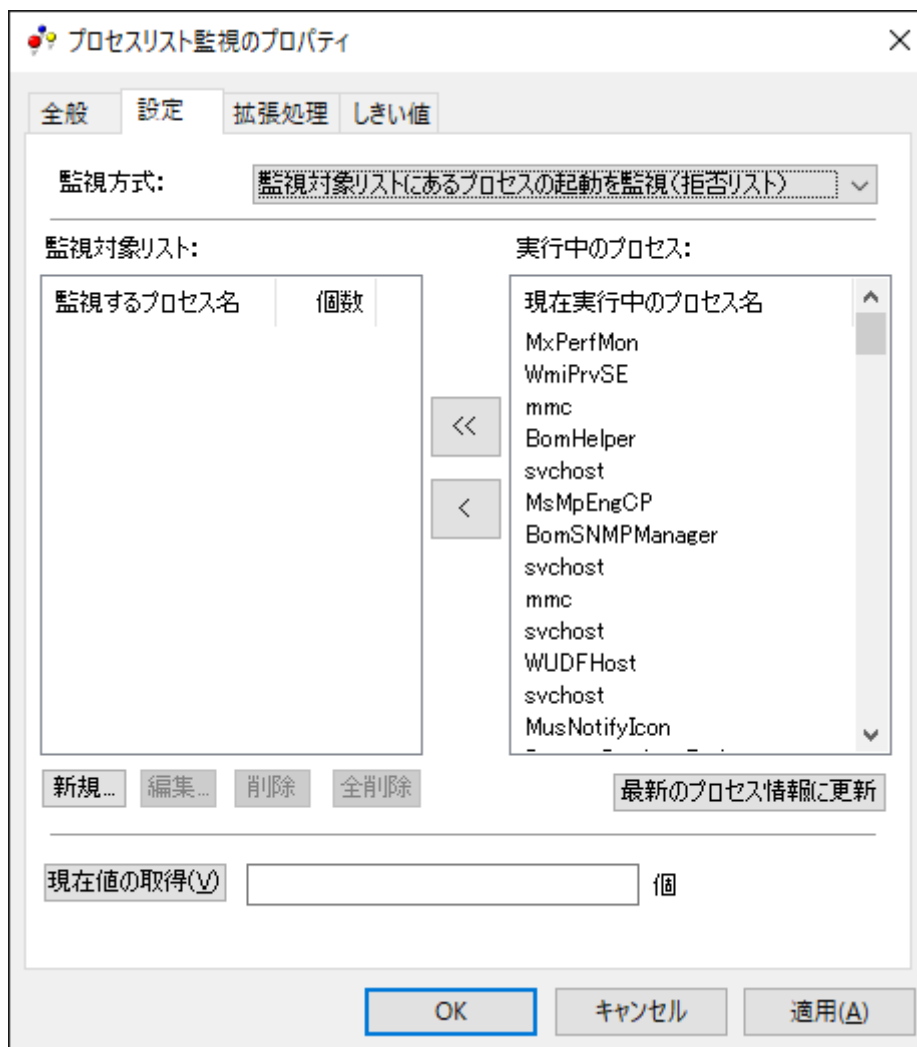 プロセスリスト監視のプロパティ
全般 設定 拡張処理 しきい値
監視方式: 監視対象リストにあるプロセスの起動を監視(拒否リスト)
監視対象リスト:
監視するプロセス名 個数
<<
<
実行中のプロセス:
現在実行中のプロセス名
MxPerfMon
WmiPrvSE
mmc
BomHelper
svchost
MsMpEngCP
BomSNMPManager
svchost
mmc
svchost
WUDFHost
svchost
MusNotifyIcon
新規... 編集... 削除 全削除
最新のプロセス情報に更新
現在値の取得(V) 個
OK キャンセル 適用(A)